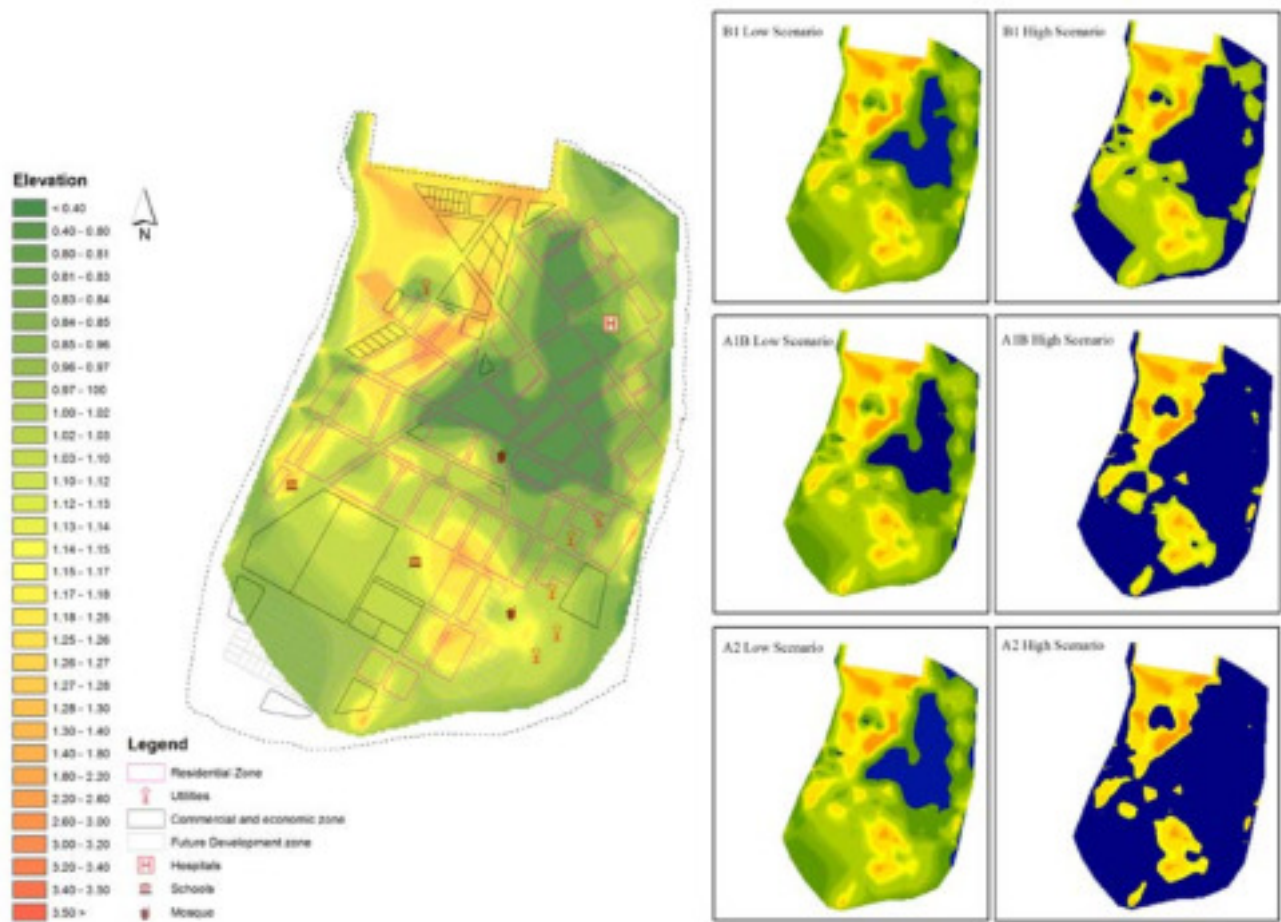 Elevation
< 0.40
0.40 - 0.80
0.80 - 0.81
0.81 - 0.83
0.83 - 0.84
0.84 - 0.85
0.85 - 0.96
0.96 - 0.97
0.97 - 100
1.00 - 1.02
1.02 - 1.03
1.03 - 1.10
1.10 - 1.12
1.12 - 1.13
1.13 - 1.14
1.14 - 1.15
1.15 - 1.17
1.17 - 1.18
1.18 - 1.25
1.25 - 1.26
1.26 - 1.27
1.27 - 1.28
1.28 - 1.30
1.30 - 1.40
1.40 - 1.80
1.80 - 2.20
2.20 - 2.60
2.60 - 3.00
3.00 - 3.20
3.20 - 3.40
3.40 - 3.50
3.50 >
N
H
Legend
Residential Zone
Utilities
Commercial and economic zone
Future Development zone
H Hospitals
Schools
Mosque
B1 Low Scenario
B1 High Scenario
A1B Low Scenario
A1B High Scenario
A2 Low Scenario
A2 High Scenario